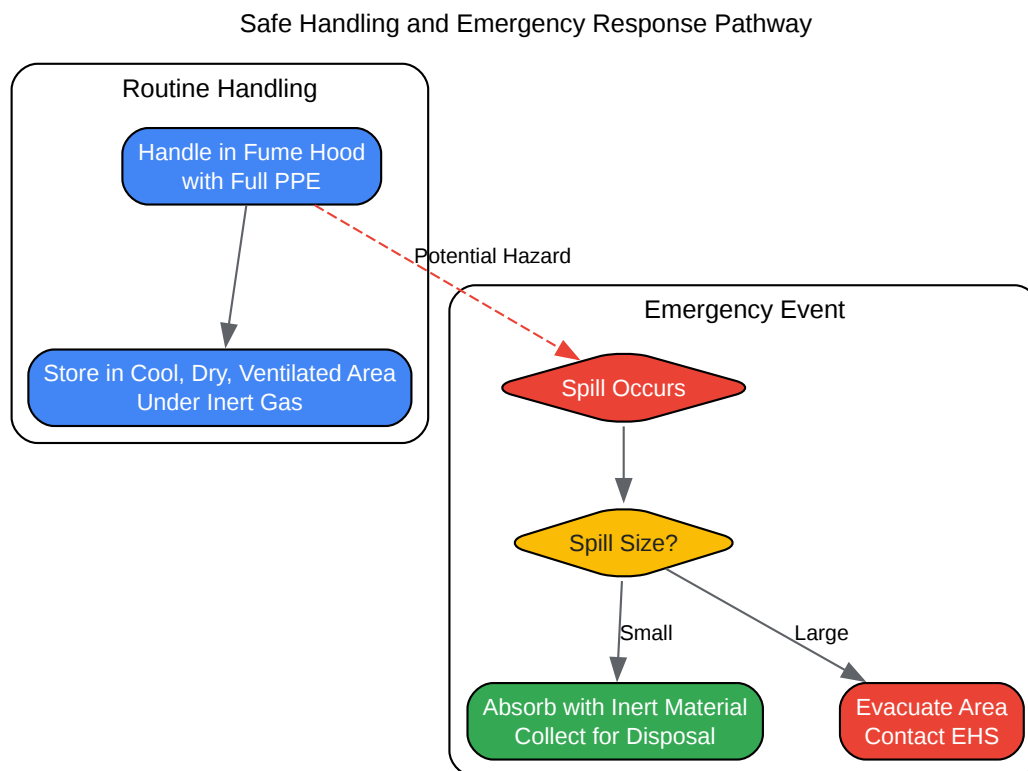 Safe Handling and Emergency Response Pathway
Routine Handling
Handle in Fume Hood
with Full PPE
Potential Hazard
Store in Cool, Dry, Ventilated Area
Under Inert Gas
Emergency Event
Spill Occurs
Spill Size?
Small
Large
Absorb with Inert Material
Collect for Disposal
Evacuate Area
Contact EHS